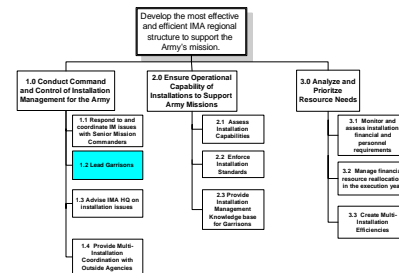 Develop the most effective
and efficient IMA regional
structure to support the
Army's mission.
1.0 Conduct Command
and Control of Installation
Management for the Army
1.1 Respond to and
coordinate IM issues with
Senior Mission
Commanders
1.2 Lead Garrisons
1.3 Advise IMA HQ on
installation issues
1.4 Provide Multi-
Installation
Coordination with
Outside Agencies
2.0 Ensure Operational
Capability of
Installations to Support
Army Missions
2.1 Assess
Installation
Capabilities
2.2 Enforce
Installation
Standards
2.3 Provide
Installation
Management
Knowledge base
for Garrisons
3.0 Analyze and
Prioritize
Resource Needs
3.1 Monitor and
assess installation
financial and
personnel
requirements
3.2 Manage financial
resource reallocation
in the execution year
3.3 Create Multi-
Installation
Efficiencies